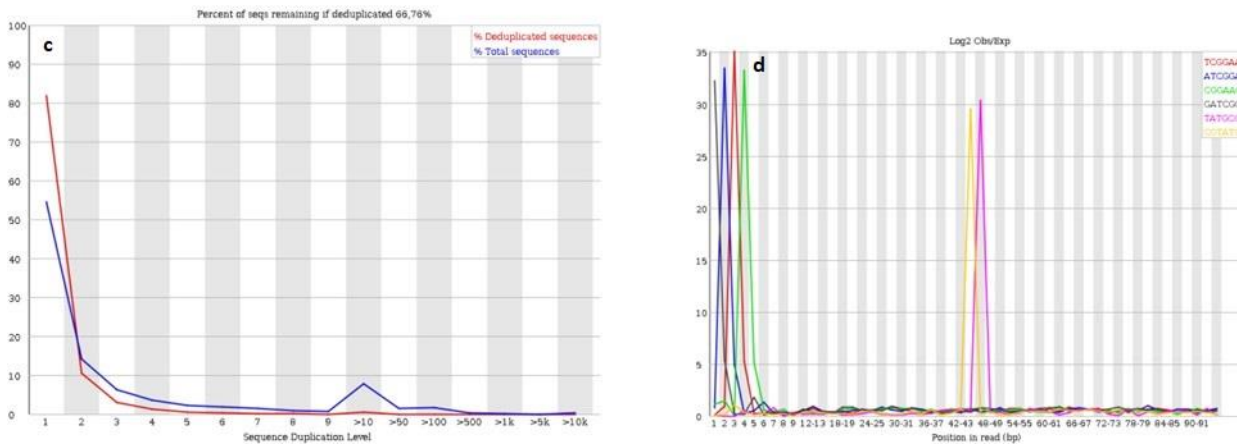 Percent of seqs remaining if deduplicated 66,76%
c
% Deduplicated sequences
% Total sequences
100
90
80
70
60
50
40
30
20
10
0
1 2 3 4 5 6 7 8 9 >10 >50 >100 >500 >1k >5k >10k
Sequence Duplication Level
Log2 Obs/Exp
d
TCGGAA
ATCGGA
CGGAA
GATCG
TATGC
35
30
25
20
15
10
5
0
1 2 3 4 5 6 7 8 9 12-13 18-19 24-25 30-31 36-37 42-43 48-49 54-55 60-61 66-67 72-73 78-79 84-85 90-91
Position in read (bp)